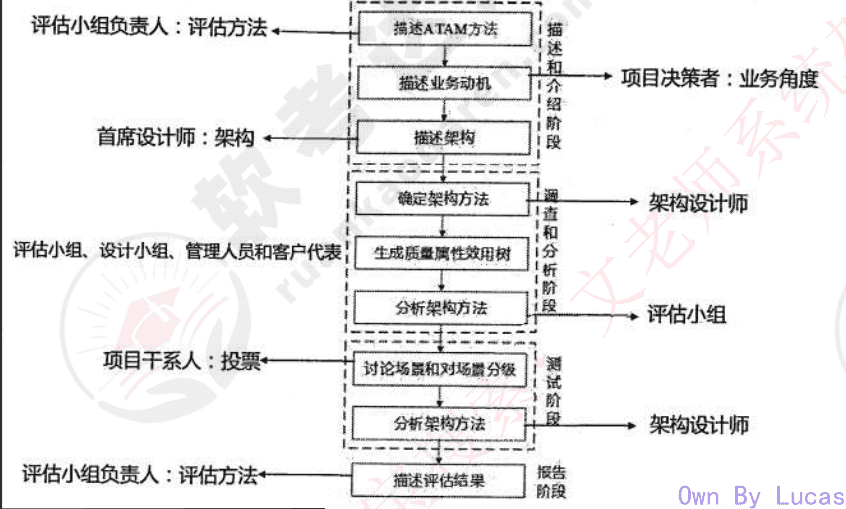 评估小组负责人：评估方法
描述ATAM方法
描述业务动机
项目决策者：业务角度
首席设计师：架构
描述架构
描述和介绍阶段
确定架构方法
架构设计师
评估小组、设计小组、管理人员和客户代表
生成质量属性效用树
分析架构方法
评估小组
调查和分析阶段
项目干系人：投票
讨论场景和对场景分级
分析架构方法
架构设计师
测试阶段
评估小组负责人：评估方法
描述评估结果
报告
阶段
文老师系统
软考
Own By Lucas